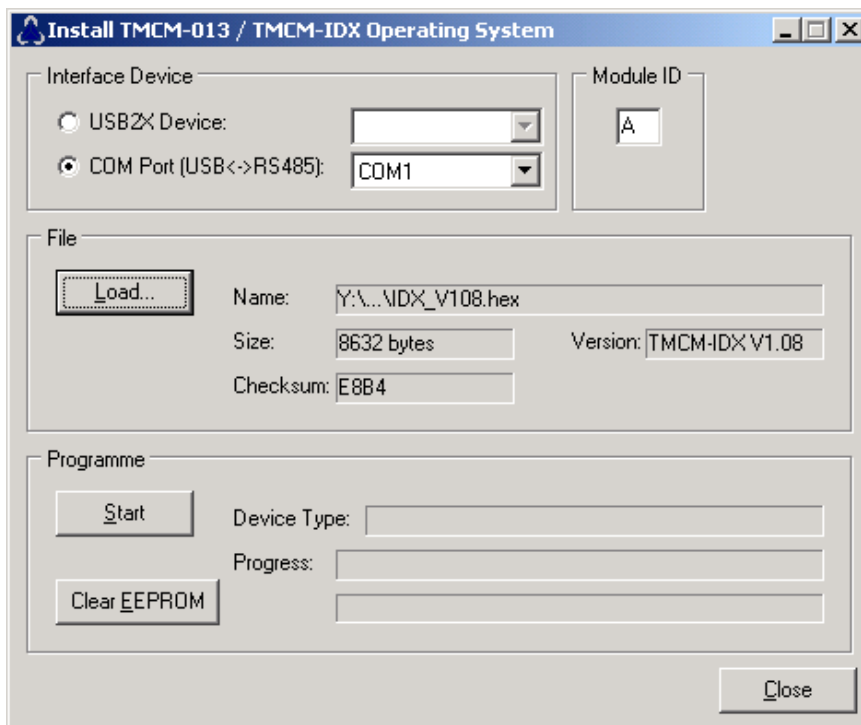 Install TMCM-013 / TMCM-IDX Operating System
Interface Device
Module ID
USB2X Device:
A
COM Port (USB<->RS485):
COM1
File
Load...
Name:
Y:\...\IDX_V108.hex
Size:
8632 bytes
Version:
TMCM-IDX V1.08
Checksum:
E8B4
Programme
Start
Device Type:
Progress:
Clear EEPROM
Close